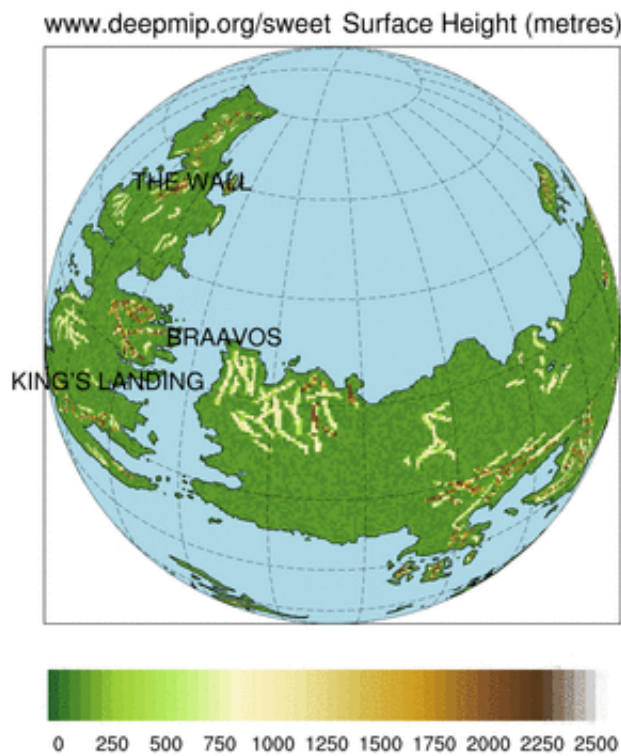 www.deepmip.org/sweet Surface Height (metres)
THE WALL
BRAAVOS
KING'S LANDING
0 250 500 750 1000 1250 1500 1750 2000 2250 2500